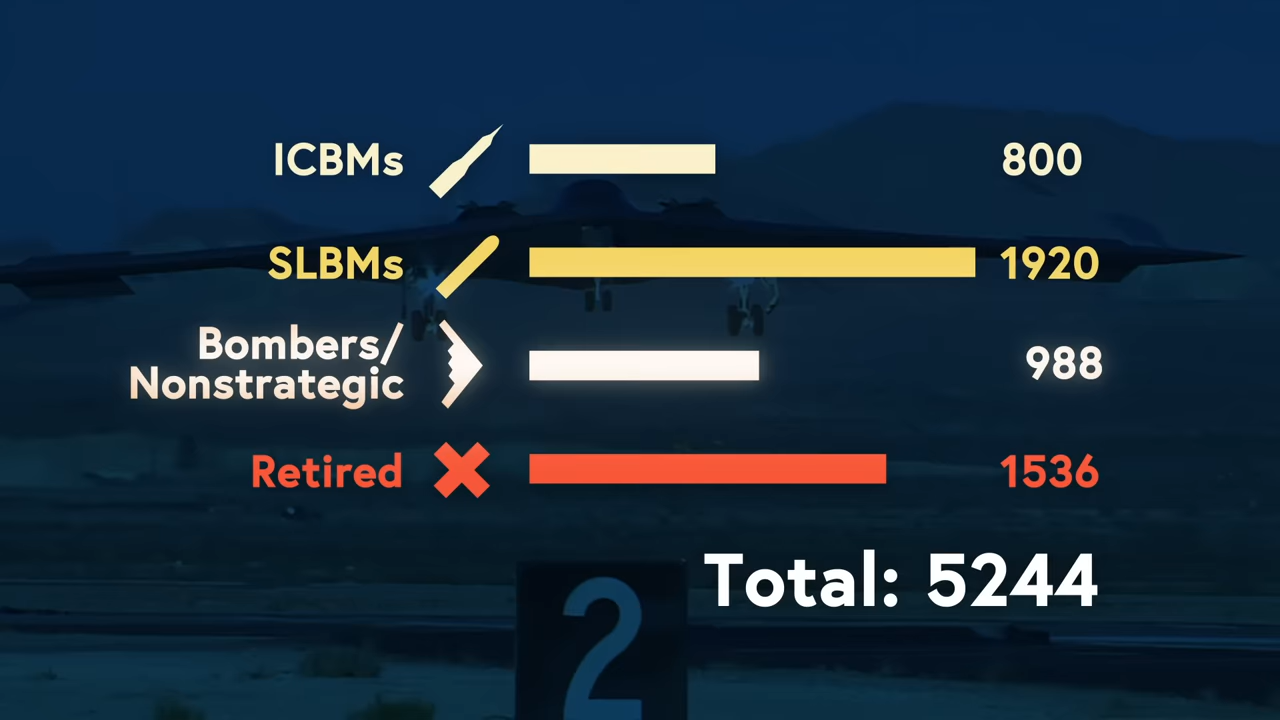 ICBMs 800
SLBMs 1920
Bombers/
Nonstrategic 988
Retired 1536
Total: 5244
2